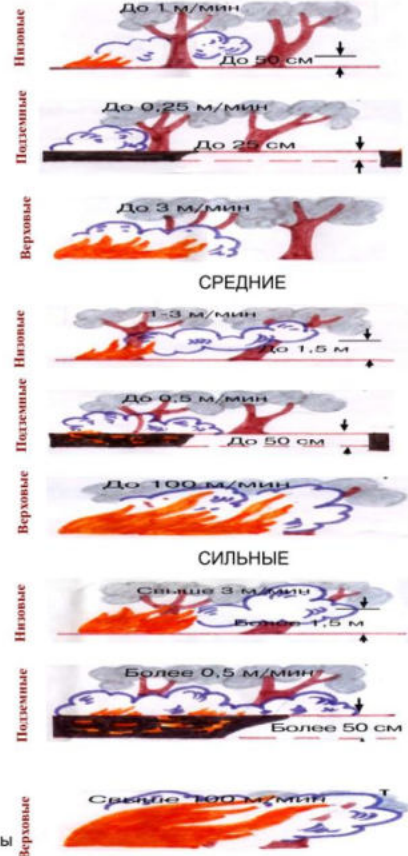 Низовые
До 1 м/мин
До 50 см
Подземные
До 0,25 м/мин
До 25 см
Верховые
До 3 м/мин
СРЕДНИЕ
Низовые
1-3 м/мин
До 1,5 м
Подземные
До 0,5 м/мин
До 50 см
Верховые
До 100 м/мин
СИЛЬНЫЕ
Низовые
Свыше 3 м/мин
Более 1,5 м
Подземные
Более 0,5 м/мин
Более 50 см
Верховые
Свыше 100 м/мин
т
ы